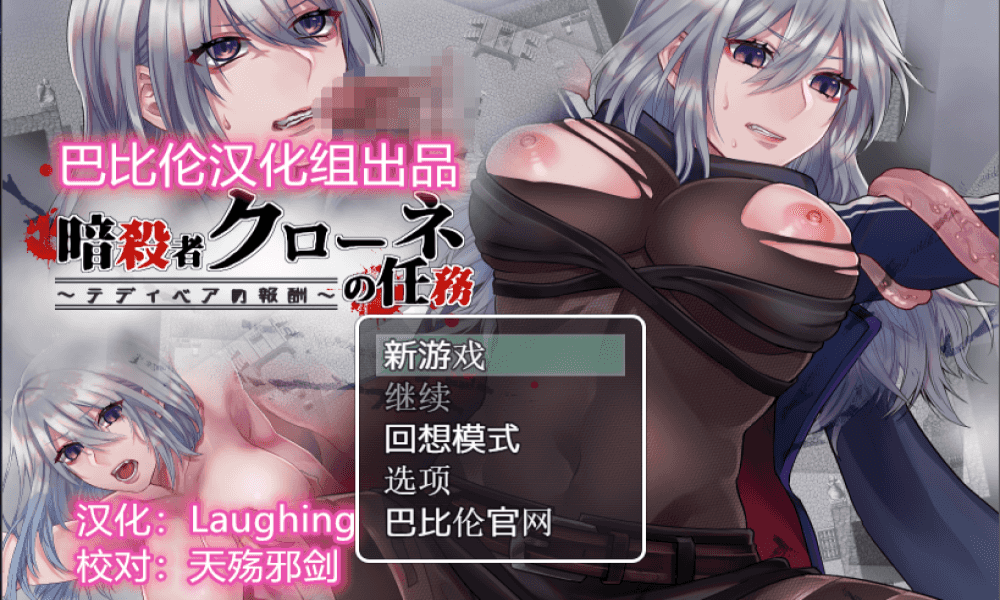 巴比伦汉化组出品
暗殺者クローネ
の任務
～テディベアの報酬～
新游戏
继续
回想模式
选项
巴比伦官网
汉化：Laughing
校对：天殇邪剑